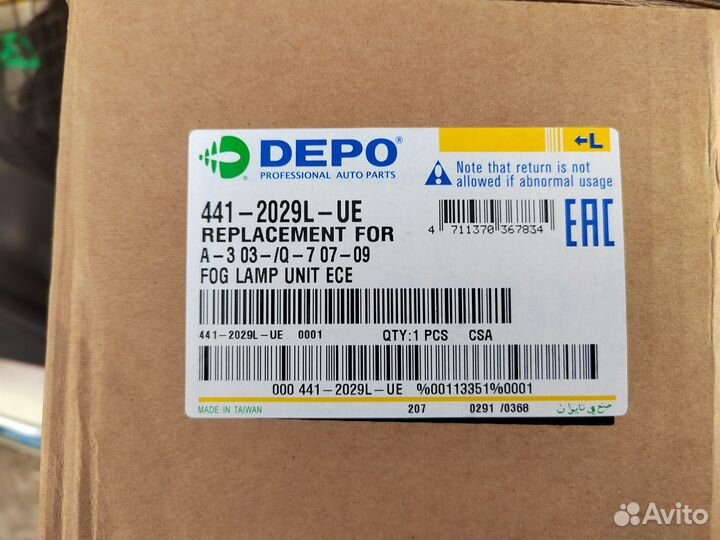 DEPO®
PROFESSIONAL AUTO PARTS
←L
Note that return is not
allowed if abnormal usage
441-2029L-UE
REPLACEMENT FOR
A-3 03-/Q-7 07-09
FOG LAMP UNIT ECE
4 711370 367834
EAC
441-2029L-UE 0001 QTY:1 PCS CSA
000 441-2029L-UE %00113351%0001
MADE IN TAIWAN 207 0291 /0368 صنع في تايوان
Avito